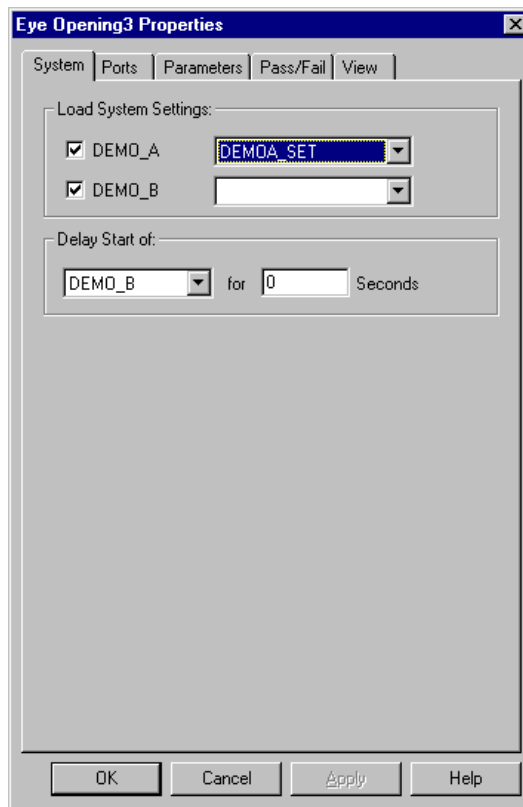 Eye Opening3 Properties
System Ports Parameters Pass/Fail View
Load System Settings:
DEMO_A DEMOA_SET
DEMO_B
Delay Start of:
DEMO_B for 0 Seconds
OK Cancel Apply Help